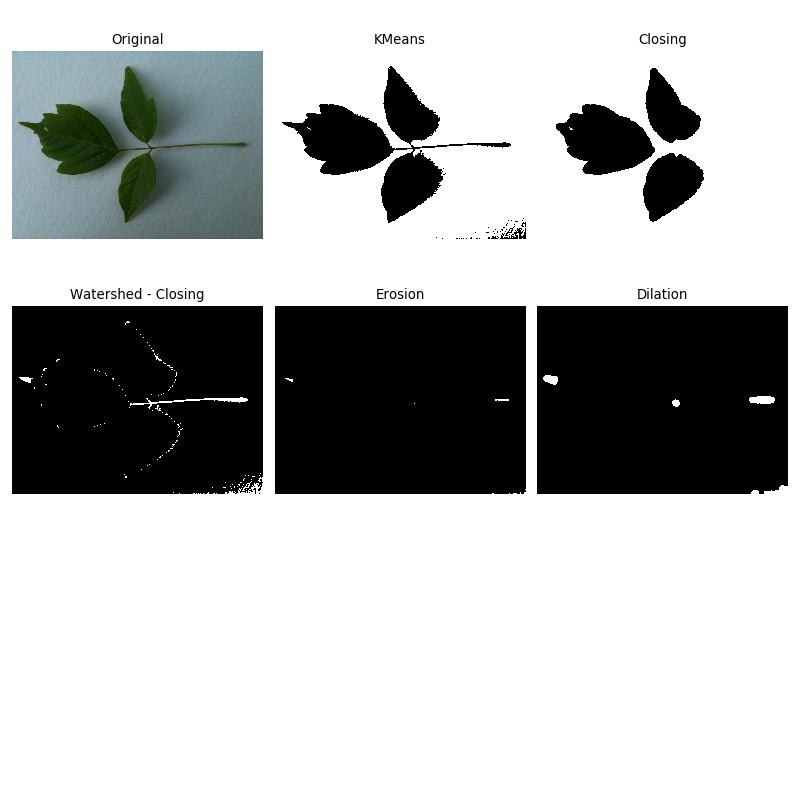 Original
KMeans
Closing
Watershed - Closing
Erosion
Dilation